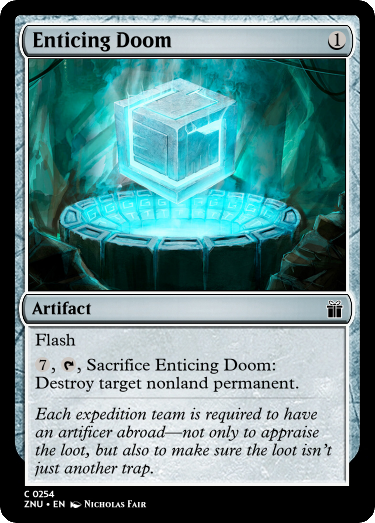 Enticing Doom 1
Artifact
Flash
7, , Sacrifice Enticing Doom:
Destroy target nonland permanent.
Each expedition team is required to have
an artificer abroad—not only to appraise
the loot, but also to make sure the loot isn't
just another trap.
C 0254
ZNU • EN Nicholas Fair